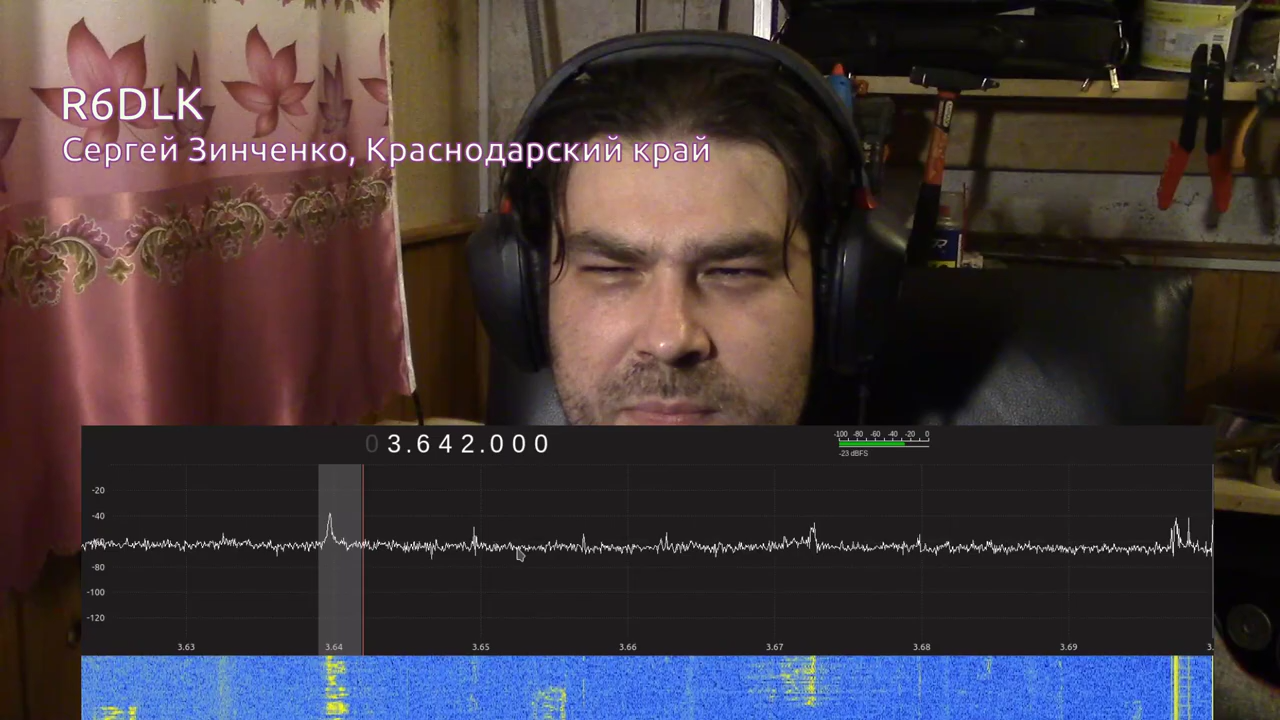 R6DLK
Сергей Зинченко, Краснодарский край
03.642.000
-100 -80 -60 -40 -20 0
-23 dBFS
-20
-40
-80
-100
-120
3.63 3.64 3.65 3.66 3.67 3.68 3.69 3.